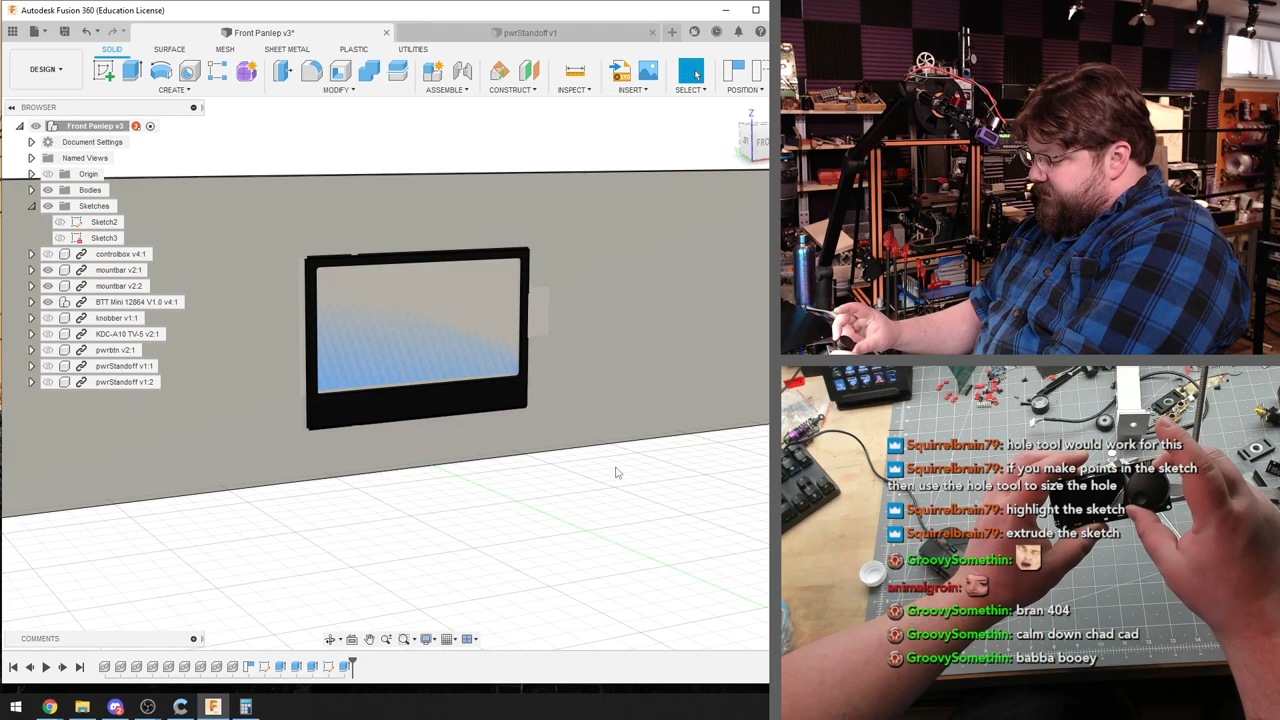 Autodesk Fusion 360 (Education License)
Front Panlep v3*
pwrStandoff v1
SOLID SURFACE MESH SHEET METAL PLASTIC UTILITIES
DESIGN
CREATE MODIFY ASSEMBLE CONSTRUCT INSPECT INSERT SELECT POSITION
BROWSER
Front Panlep v3
Document Settings
Named Views
Origin
Bodies
Sketches
Sketch2
Sketch3
controlbox v4:1
mountbar v2:1
mountbar v2:2
BTT Mini 12864 V1.0 v4:1
knobber v1:1
KDC-A10 TV-5 v2:1
pwrbtn v2:1
pwrStandoff v1:1
pwrStandoff v1:2
Z
COMMENTS
Squirrelbrain79: hole tool would work for this
Squirrelbrain79: if you make points in the sketch
then use the hole tool to size the hole
Squirrelbrain79: highlight the sketch
Squirrelbrain79: extrude the sketch
GroovySomethin:
animalgroin:
GroovySomethin: bran 404
GroovySomethin: calm down chad cad
GroovySomethin: babba booey